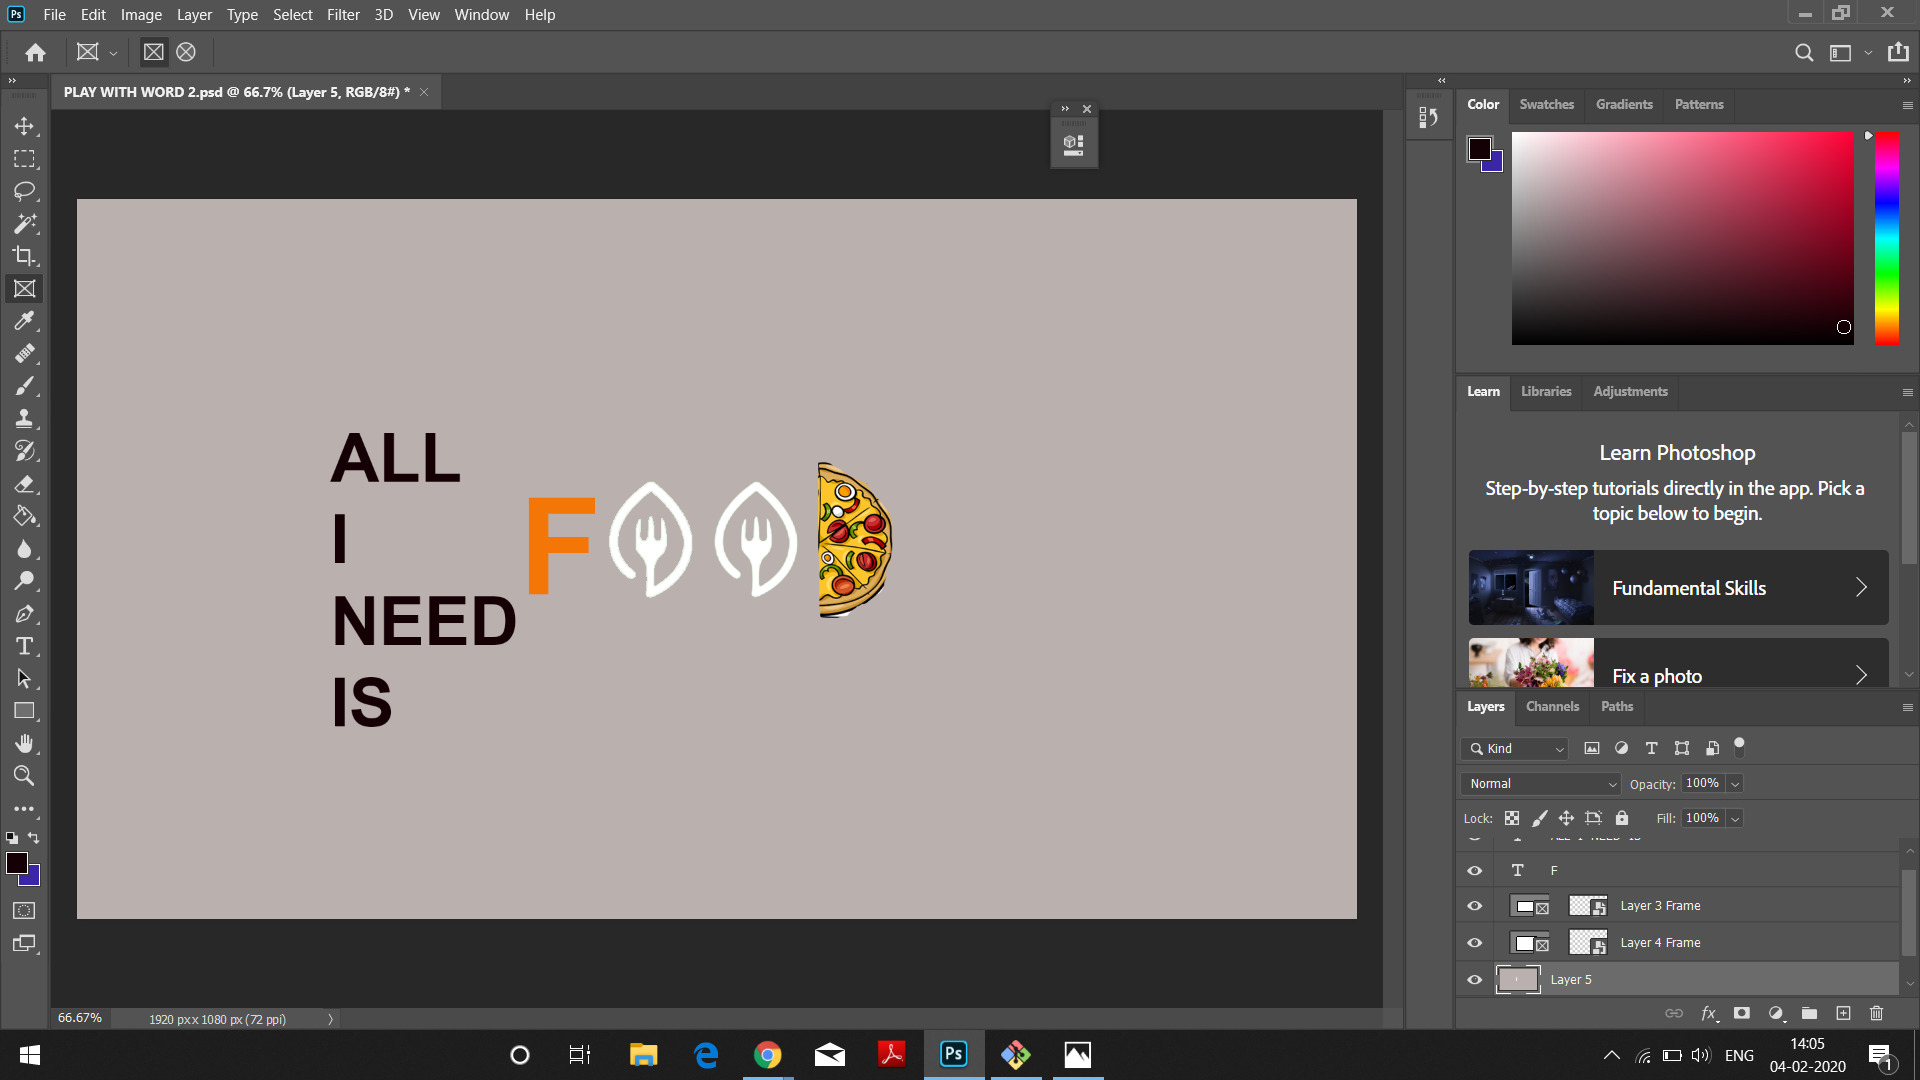 Ps File Edit Image Layer Type Select Filter 3D View Window Help
PLAY WITH WORD 2.psd @ 66.7% (Layer 5, RGB/8#) *
ALL
I
NEED
IS
F
66.67%
1920 px x 1080 px (72 ppi)
Color Swatches Gradients Patterns
Learn Libraries Adjustments
Learn Photoshop
Step-by-step tutorials directly in the app. Pick a
topic below to begin.
Fundamental Skills
Fix a photo
Layers Channels Paths
Kind
Normal Opacity: 100%
Lock: Fill: 100%
F
Layer 3 Frame
Layer 4 Frame
Layer 5
fx
Ps
ENG
14:05
04-02-2020
1